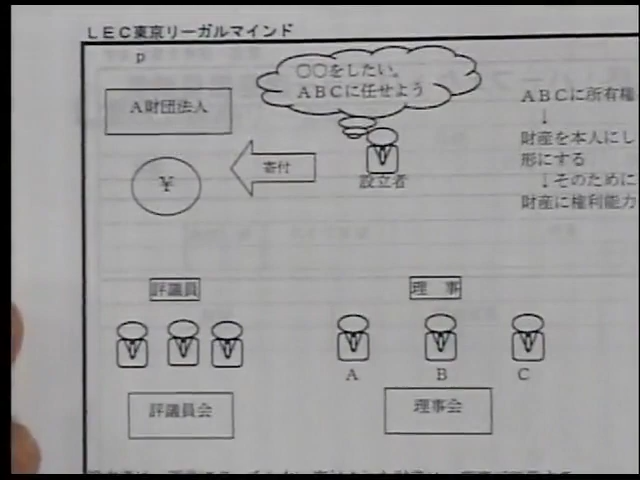 LEC東京リーガルマインド
p
〇〇をしたい。
ABCに任せよう
A財団法人
ABCに所有権
↓
財産を本人にし
形にする
↓そのために
財産に権利能力
寄付
¥
設立者
評議員
理 事
A
B
C
評議員会
理事会